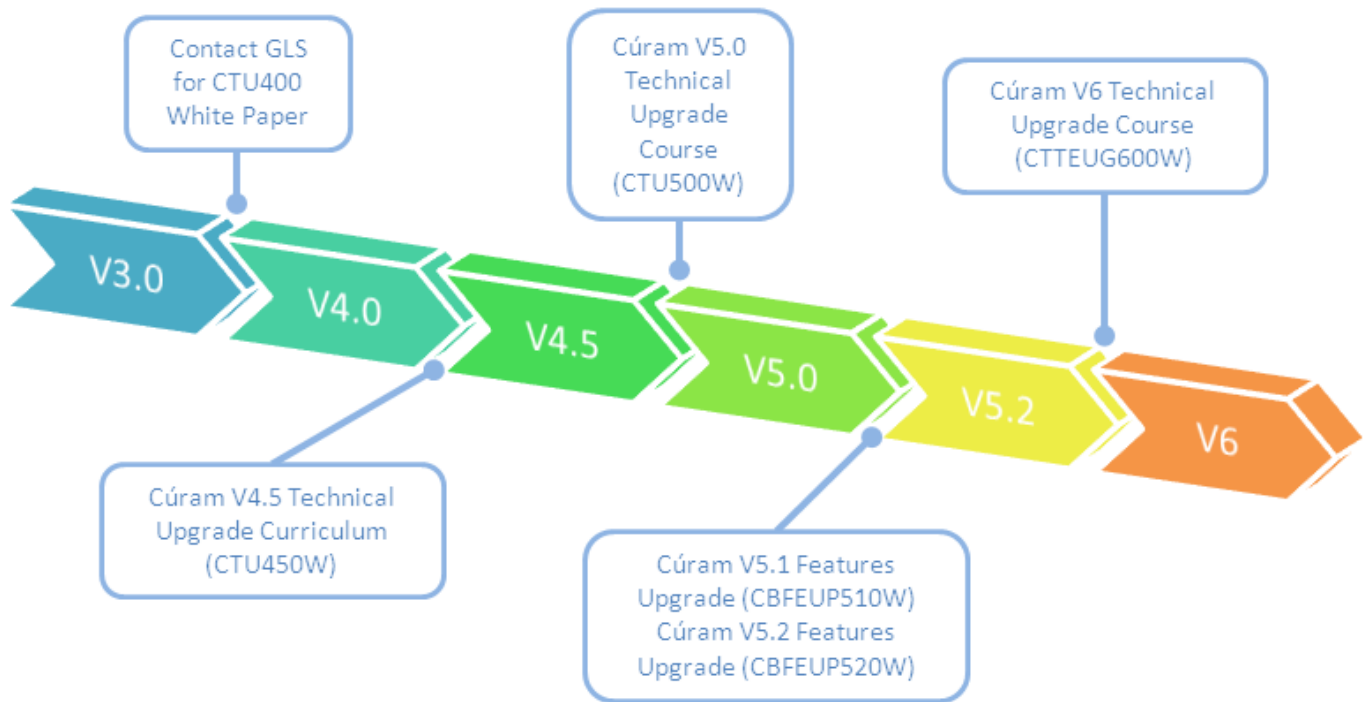 Contact GLS
for CTU400
White Paper
Cúram V5.0
Technical
Upgrade
Course
(CTU500W)
Cúram V6 Technical
Upgrade Course
(CTTEUG600W)
V3.0
V4.0
V4.5
V5.0
V5.2
V6
Cúram V4.5 Technical
Upgrade Curriculum
(CTU450W)
Cúram V5.1 Features
Upgrade (CBFEUP510W)
Cúram V5.2 Features
Upgrade (CBFEUP520W)